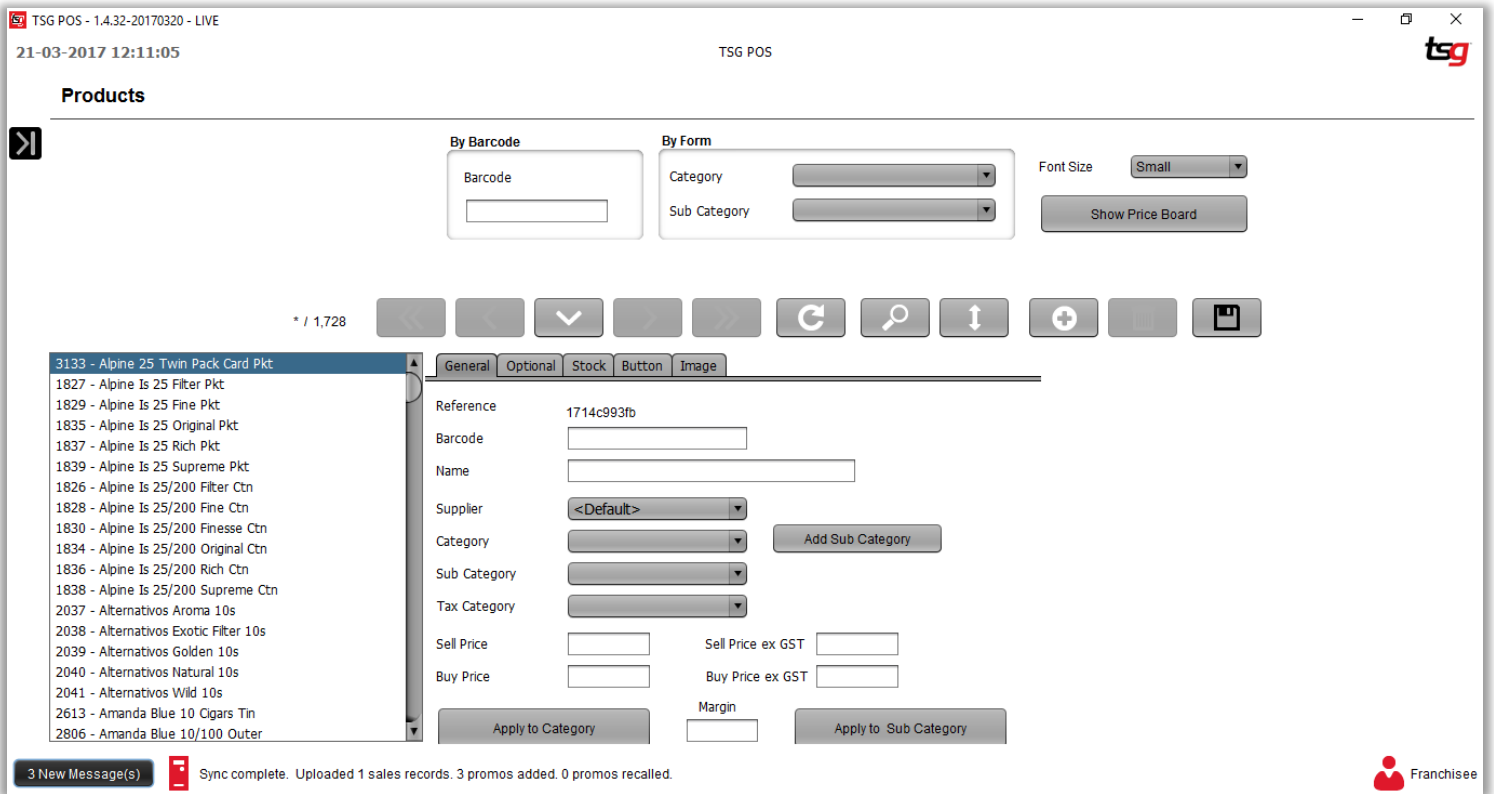 TSG POS - 1.4.32-20170320 - LIVE
21-03-2017 12:11:05
TSG POS
tsg
Products
By Barcode
By Form
Barcode
Category
Sub Category
Font Size
Small
Show Price Board
* / 1,728
3133 - Alpine 25 Twin Pack Card Pkt
1827 - Alpine Is 25 Filter Pkt
1829 - Alpine Is 25 Fine Pkt
1835 - Alpine Is 25 Original Pkt
1837 - Alpine Is 25 Rich Pkt
1839 - Alpine Is 25 Supreme Pkt
1826 - Alpine Is 25/200 Filter Ctn
1828 - Alpine Is 25/200 Fine Ctn
1830 - Alpine Is 25/200 Finesse Ctn
1834 - Alpine Is 25/200 Original Ctn
1836 - Alpine Is 25/200 Rich Ctn
1838 - Alpine Is 25/200 Supreme Ctn
2037 - Alternativos Aroma 10s
2038 - Alternativos Exotic Filter 10s
2039 - Alternativos Golden 10s
2040 - Alternativos Natural 10s
2041 - Alternativos Wild 10s
2613 - Amanda Blue 10 Cigars Tin
2806 - Amanda Blue 10/100 Outer
General Optional Stock Button Image
Reference 1714c993fb
Barcode
Name
Supplier <Default>
Category Add Sub Category
Sub Category
Tax Category
Sell Price Sell Price ex GST
Buy Price Buy Price ex GST
Margin
Apply to Category Apply to Sub Category
3 New Message(s)
Sync complete. Uploaded 1 sales records. 3 promos added. 0 promos recalled.
Franchisee